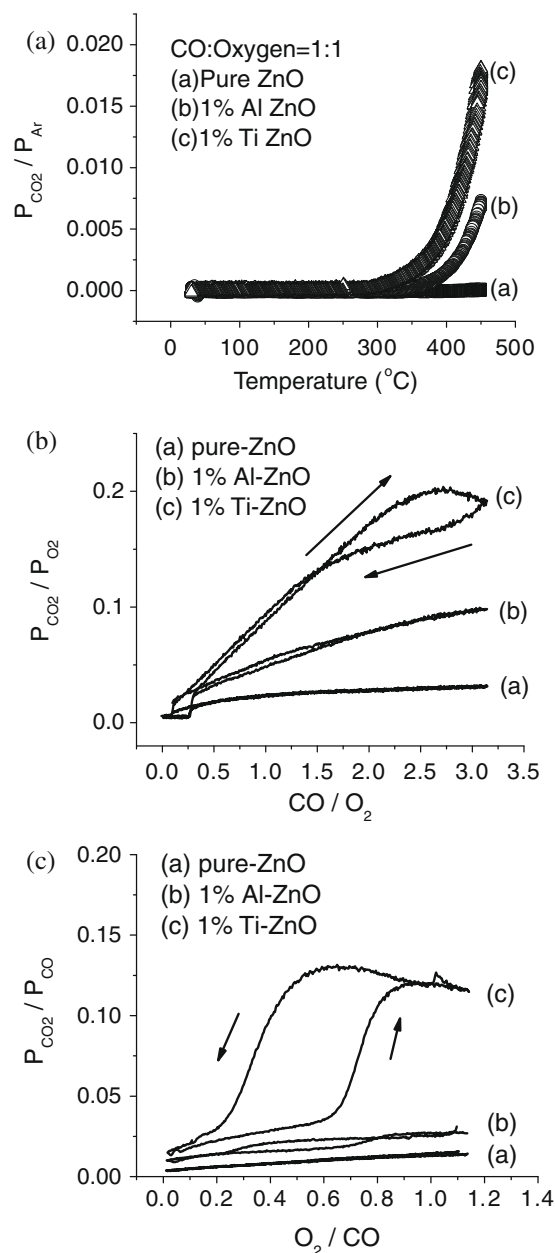 (a)
CO:Oxygen=1:1
(a)Pure ZnO
(b)1% Al ZnO
(c)1% Ti ZnO
P_CO2 / P_Ar
0.020
0.015
0.010
0.005
0.000
(c)
(b)
(a)
0 100 200 300 400 500
Temperature (°C)
(b)
(a) pure-ZnO
(b) 1% Al-ZnO
(c) 1% Ti-ZnO
P_CO2 / P_O2
0.2
0.1
0.0
(c)
(b)
(a)
0.0 0.5 1.0 1.5 2.0 2.5 3.0 3.5
CO / O2
(c)
(a) pure-ZnO
(b) 1% Al-ZnO
(c) 1% Ti-ZnO
P_CO2 / P_CO
0.20
0.15
0.10
0.05
0.00
(c)
(b)
(a)
0.0 0.2 0.4 0.6 0.8 1.0 1.2 1.4
O2 / CO